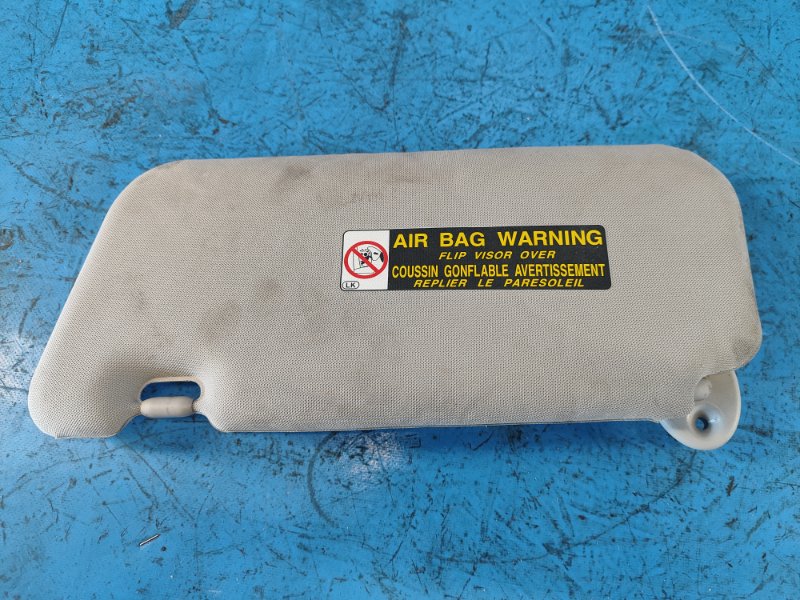 AIR BAG WARNING
FLIP VISOR OVER
COUSSIN GONFLABLE AVERTISSEMENT
REPLIER LE PARESOLEIL
LK